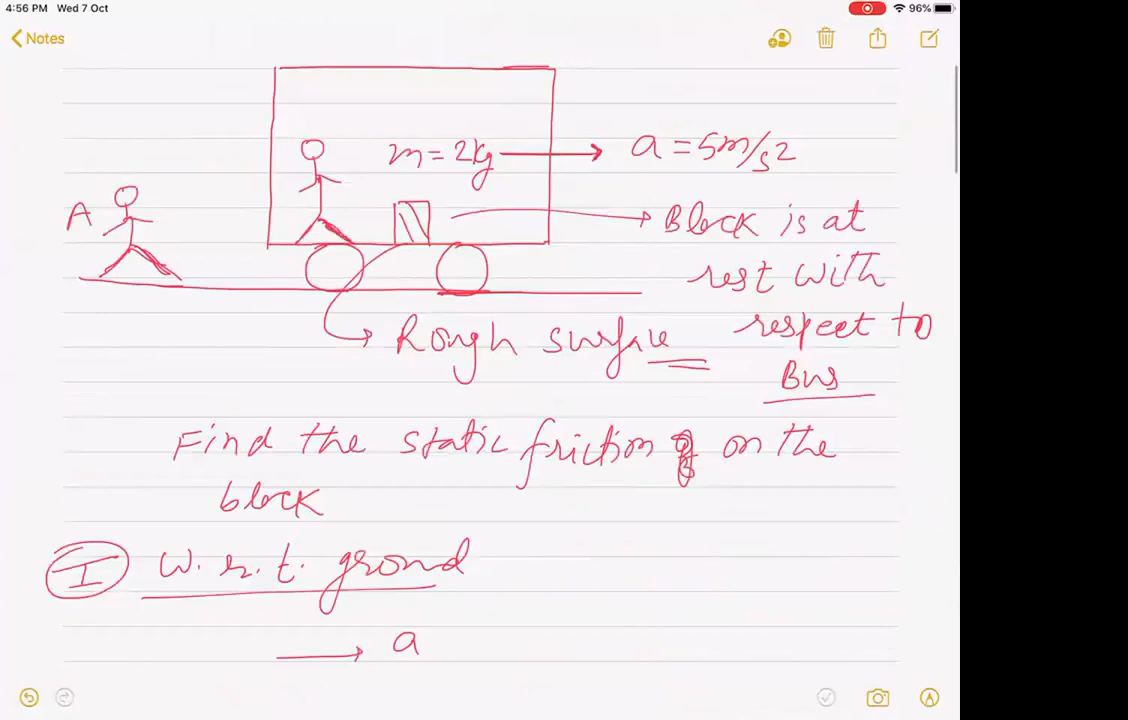 4:56 PM Wed 7 Oct
96%
Notes
m = 2kg
a = 5m/s2
A
Block is at
rest with
respect to
Bus
Rough surface
Find the static friction on the
block
I w.r.t. grond
a